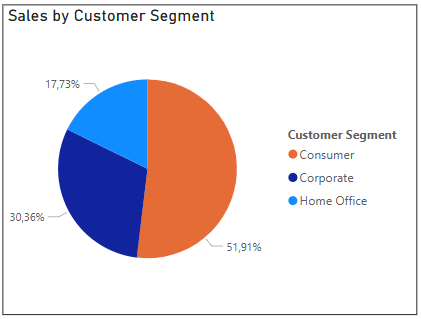 Sales by Customer Segment
17,73%
30,36%
51,91%
Customer Segment
Consumer
Corporate
Home Office